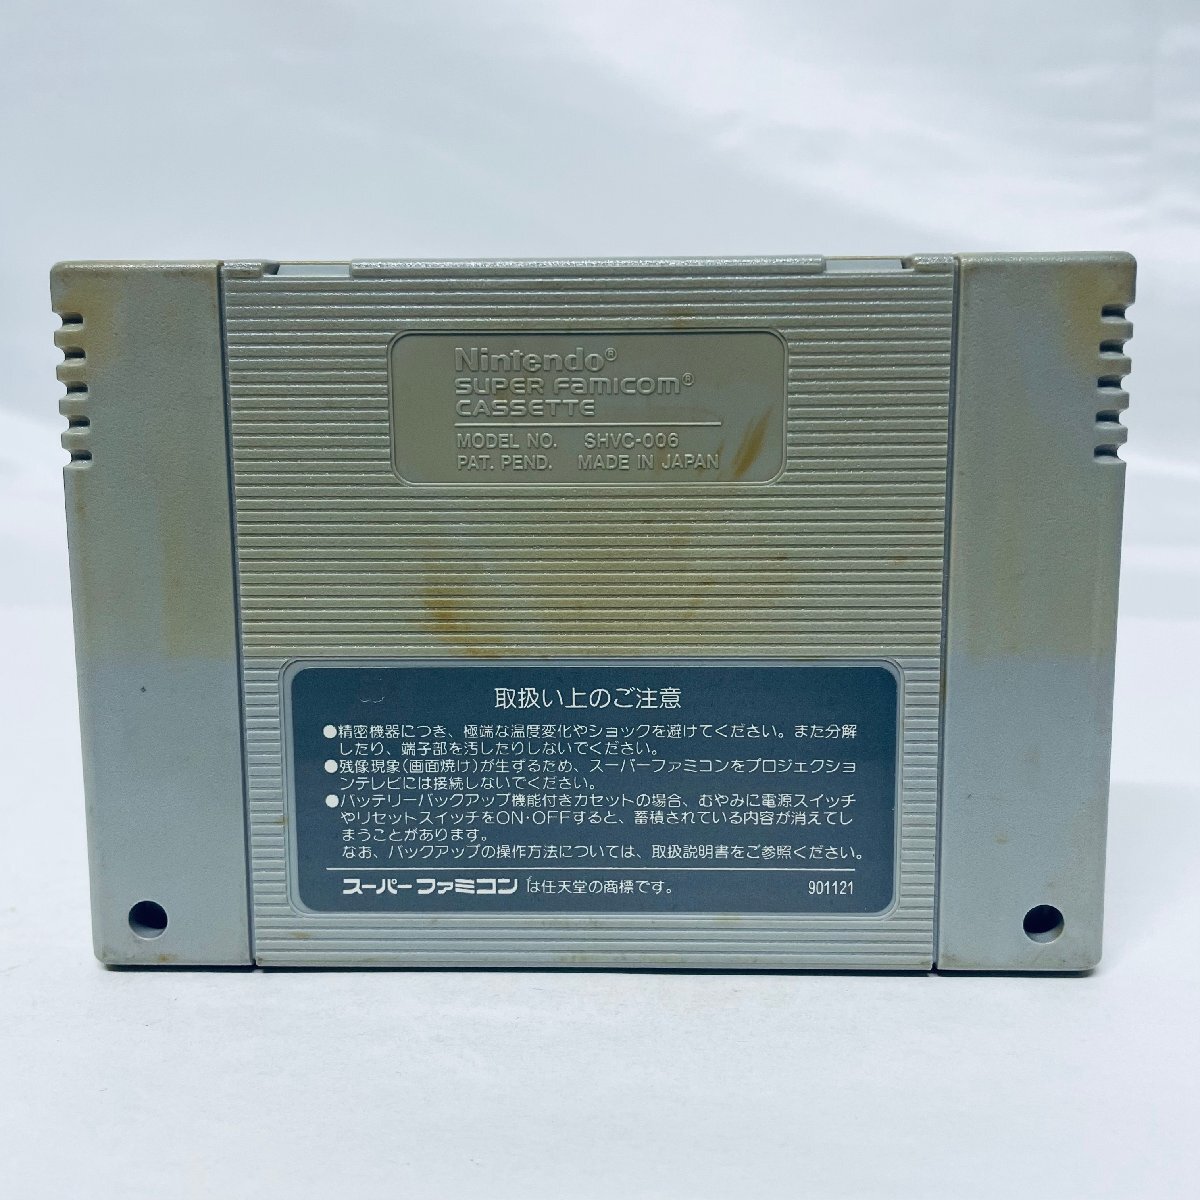 Nintendo®
SUPER FAMICOM®
CASSETTE
MODEL NO. SHVC-006
PAT. PEND. MADE IN JAPAN
取扱い上のご注意
●精密機器につき、極端な温度変化やショックを避けてください。また分解
したり、端子部を汚したりしないでください。
●残像現象(画面焼け)が生ずるため、スーパーファミコンをプロジェクショ
ンテレビには接続しないでください。
●バッテリーバックアップ機能付きカセットの場合、むやみに電源スイッチ
やリセットスイッチをON・OFFすると、蓄積されている内容が消えてし
まうことがあります。
なお、バックアップの操作方法については、取扱説明書をご参照ください。
スーパーファミコンは任天堂の商標です。 901121